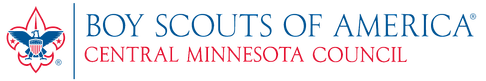 BOY SCOUTS OF AMERICA®
CENTRAL MINNESOTA COUNCIL
®